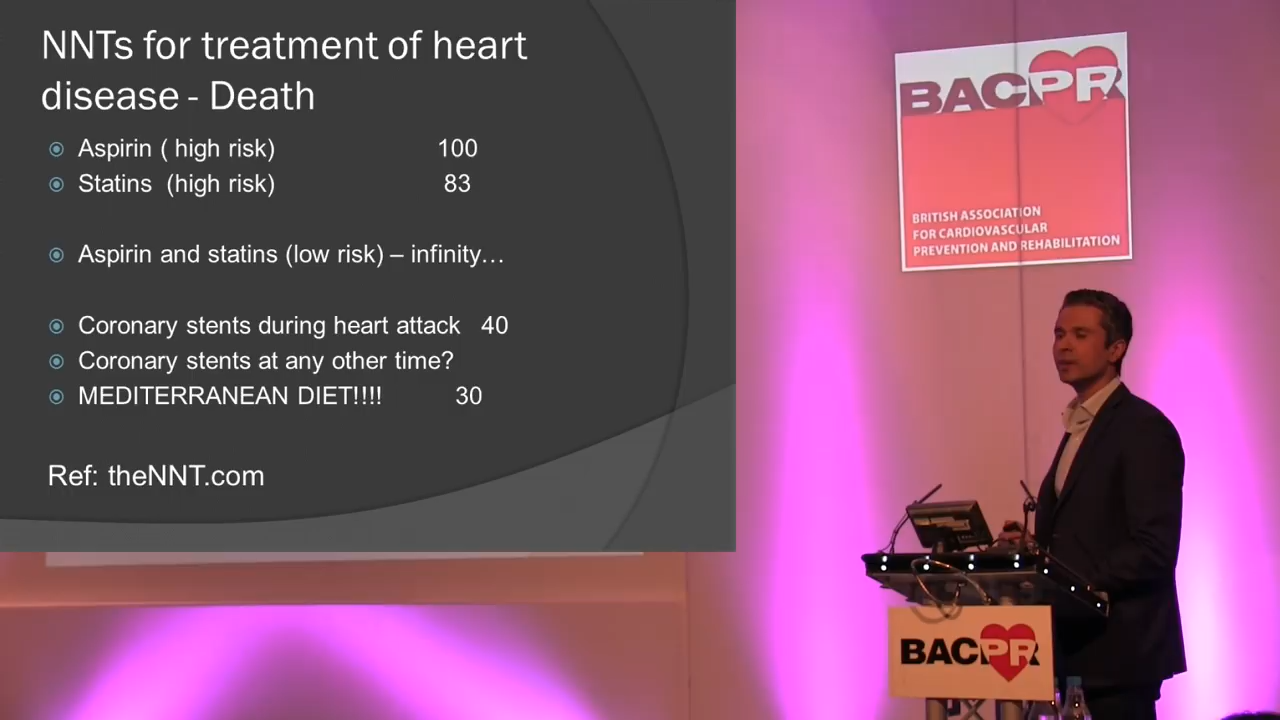 NNTs for treatment of heart
disease - Death
Aspirin ( high risk) 100
Statins (high risk) 83
Aspirin and statins (low risk) – infinity…
Coronary stents during heart attack 40
Coronary stents at any other time?
MEDITERRANEAN DIET!!!! 30
Ref: theNNT.com
BACPR
BRITISH ASSOCIATION
FOR CARDIOVASCULAR
PREVENTION AND REHABILITATION
BACPR